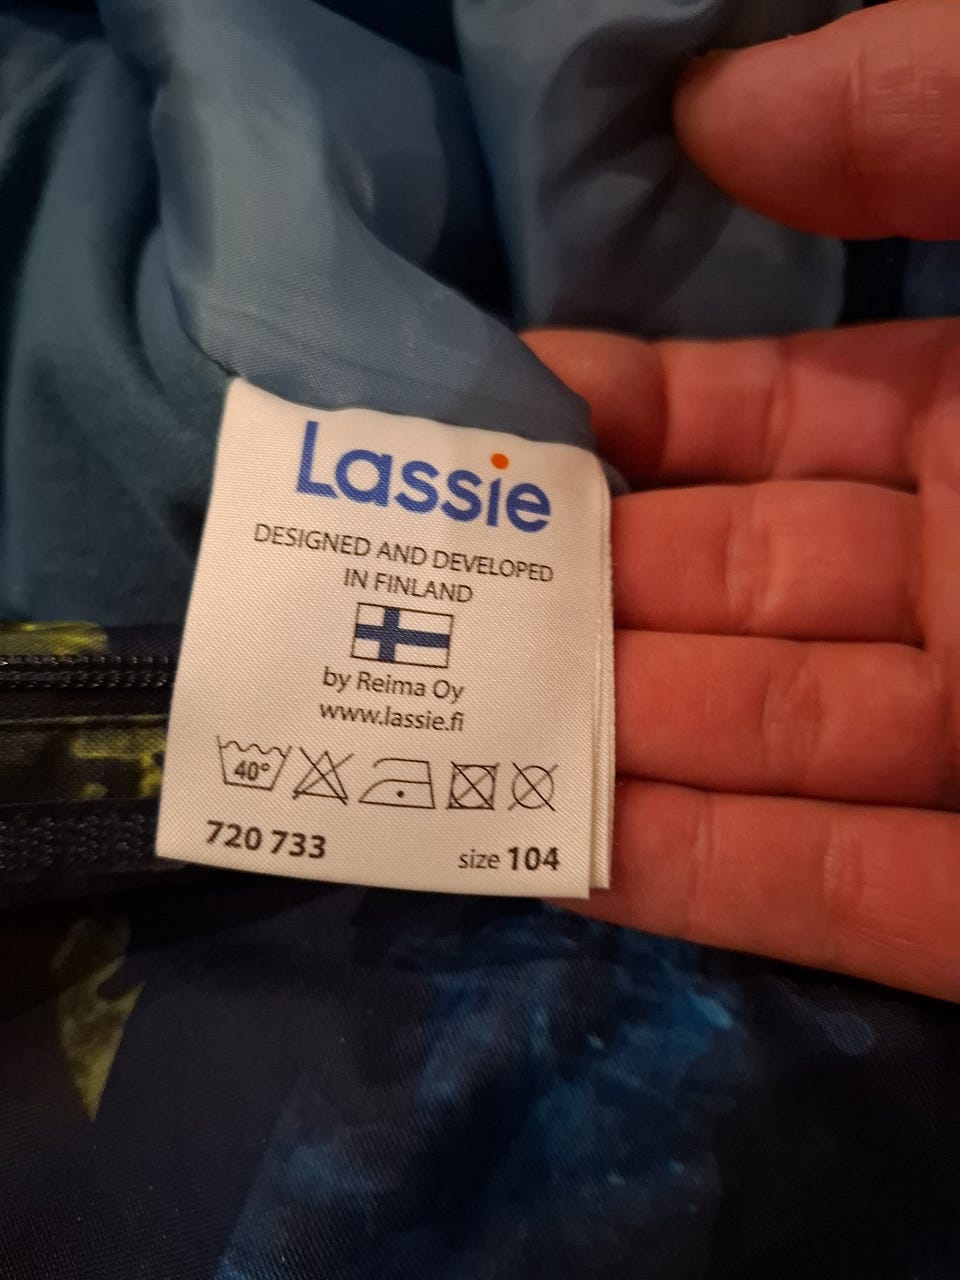 Lassie
DESIGNED AND DEVELOPED
IN FINLAND
by Reima Oy
www.lassie.fi
40°
720 733 size 104